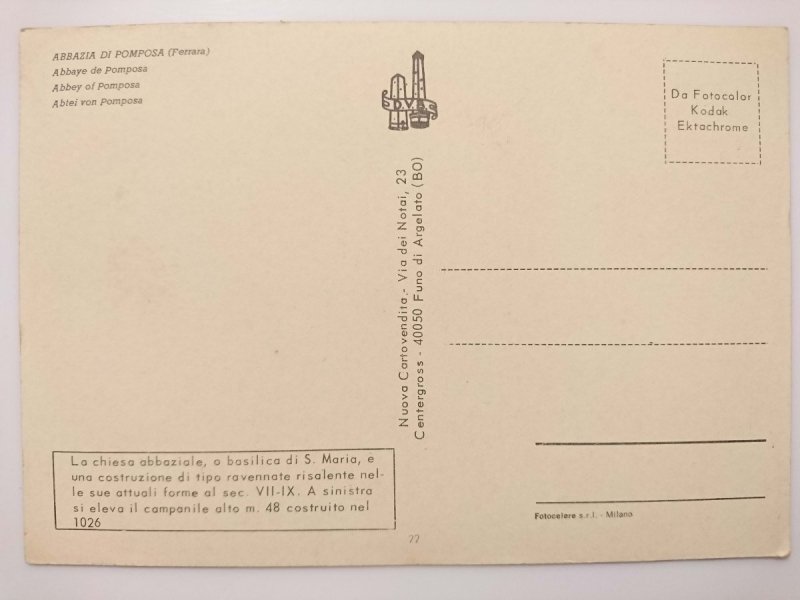 ABBAZIA DI POMPOSA (Ferrara)
Abbaye de Pomposa
Abbey of Pomposa
Abtei von Pomposa
D.V.B.
Da Fotocolor
Kodak
Ektachrome
Nuova Cartovendita - Via dei Notai, 23
Centergross - 40050 Funo di Argelato (BO)
La chiesa abbaziale, o basilica di S. Maria, e
una costruzione di tipo ravennate risalente nel-
le sue attuali forme al sec. VII-IX. A sinistra
si eleva il campanile alto m. 48 costruito nel
1026
Fotocelere s.r.l. - Milano
22